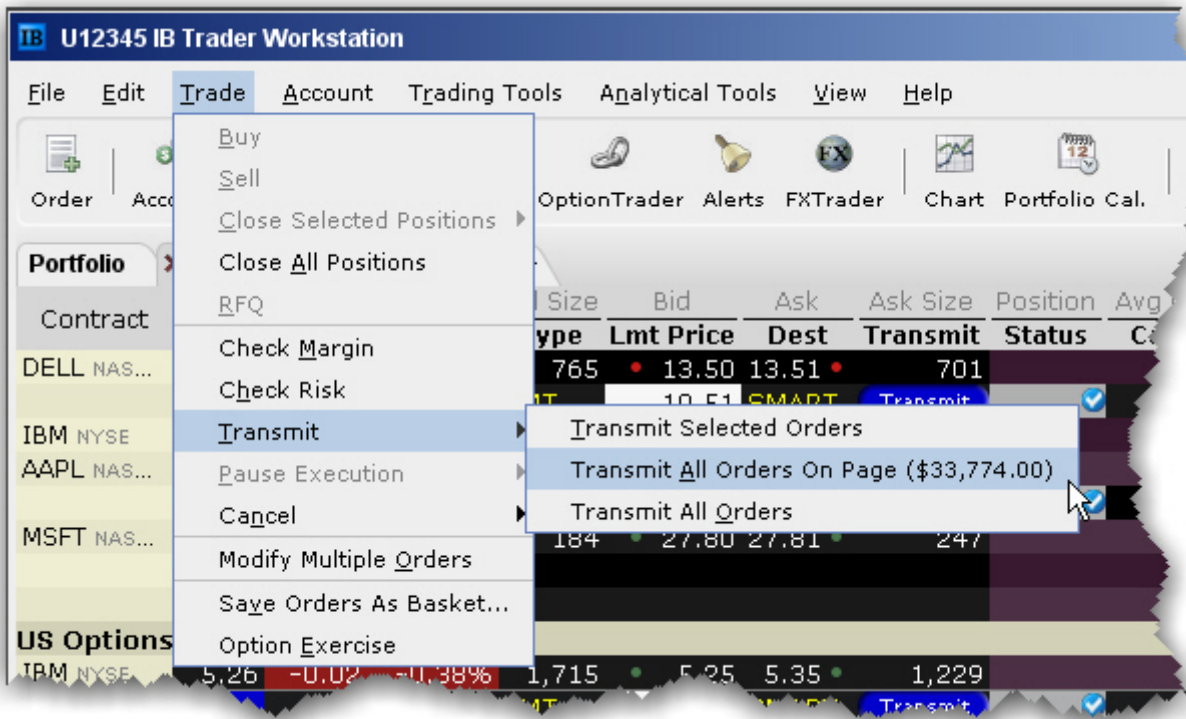 IB U12345 IB Trader Workstation
File Edit Trade Account Trading Tools Analytical Tools View Help
Order Acco OptionTrader Alerts FXTrader Chart Portfolio Cal.
FX
12
Buy
Sell
Close Selected Positions
Close All Positions
RFQ
Check Margin
Check Risk
Transmit
Pause Execution
Cancel
Modify Multiple Orders
Save Orders As Basket...
Option Exercise
Transmit Selected Orders
Transmit All Orders On Page ($33,774.00)
Transmit All Orders
Portfolio
Contract
Size Bid Ask Ask Size Position Avg
ype Lmt Price Dest Transmit Status
DELL NAS... 765 13.50 13.51 701
SMART Transmit
IBM NYSE
AAPL NAS...
MSFT NAS... 184 27.80 27.81 247
US Options
IBM NYSE 5.26 -0.02 -0.38% 1,715 5.25 5.35 1,229
Transmit